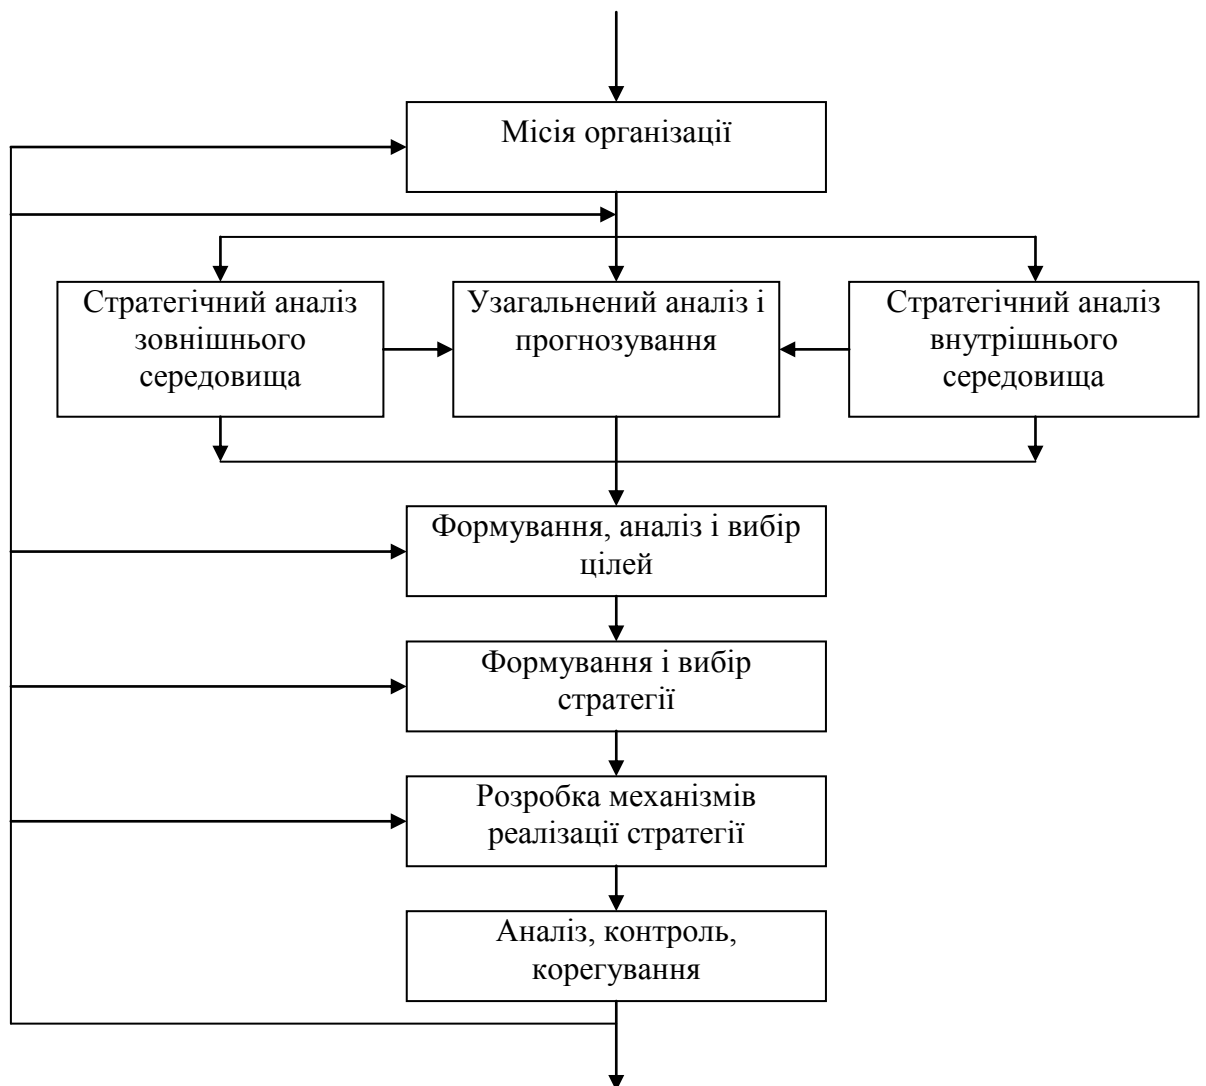 Місія організації
Стратегічний аналіз
зовнішнього
середовища
Узагальнений аналіз і
прогнозування
Стратегічний аналіз
внутрішнього
середовища
Формування, аналіз і вибір
цілей
Формування і вибір
стратегії
Розробка механізмів
реалізації стратегії
Аналіз, контроль,
корегування